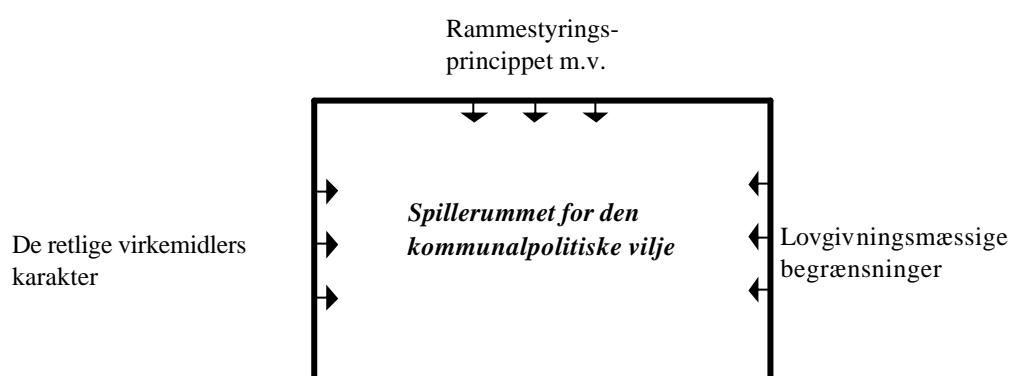 Rammestyrings-
princippet m.v.
Spillerummet for den
kommunalpolitiske vilje
De retlige virkemidlers
karakter
Lovgivningsmæssige
begrænsninger